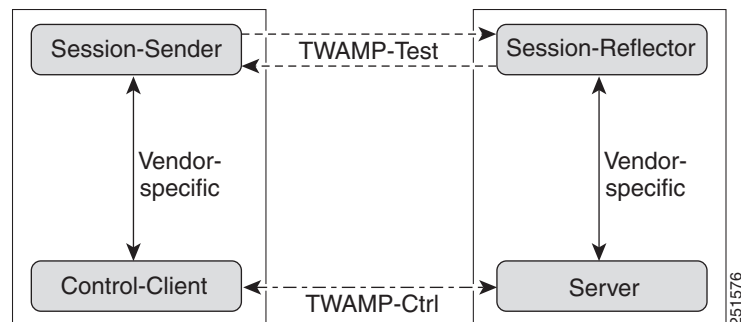 Session-Sender
TWAMP-Test
Session-Reflector
Vendor-
specific
Vendor-
specific
Control-Client
TWAMP-Ctrl
Server
251576